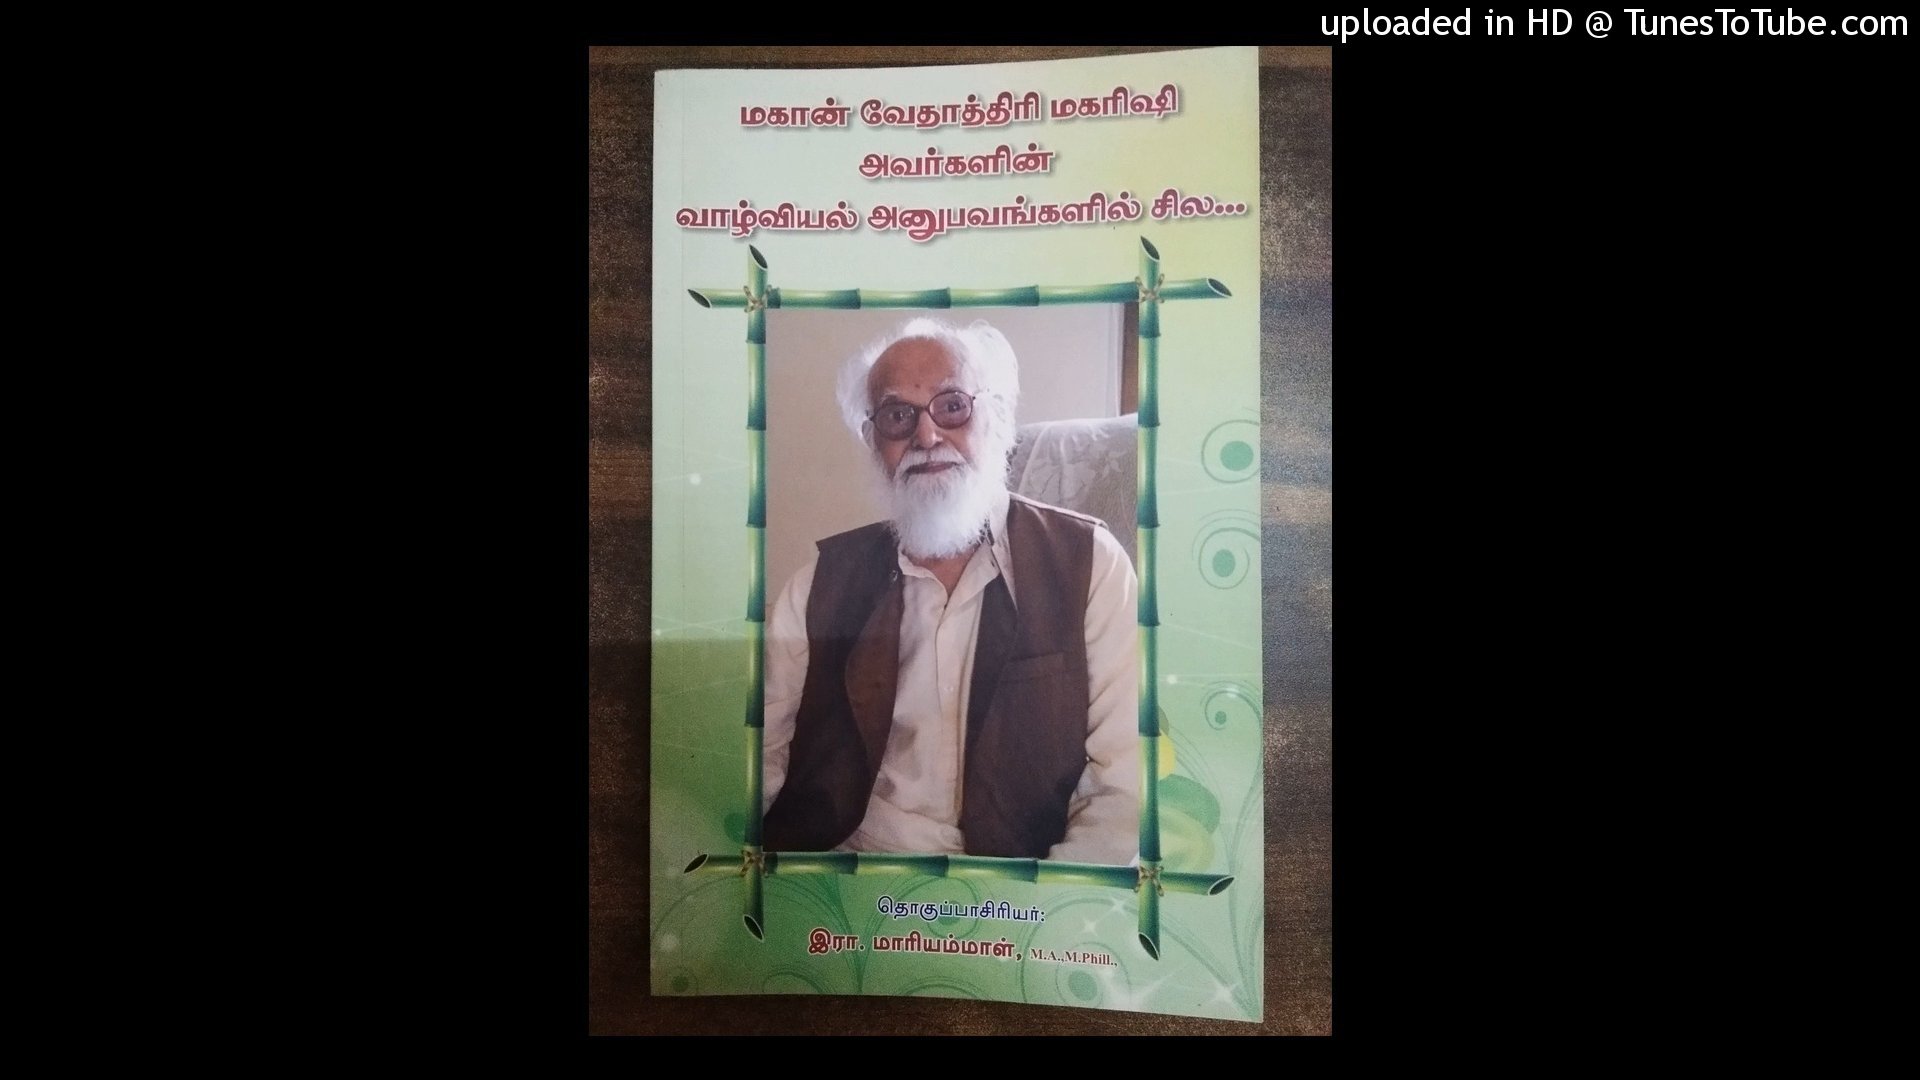 uploaded in HD @ TunesToTube.com
மகான் வேதாத்திரி மகரிஷி
அவர்களின்
வாழ்வியல் அனுபவங்களில் சில...
தொகுப்பாசிரியர்:
இரா. மாரியம்மாள், M.A.,M.Phill.,